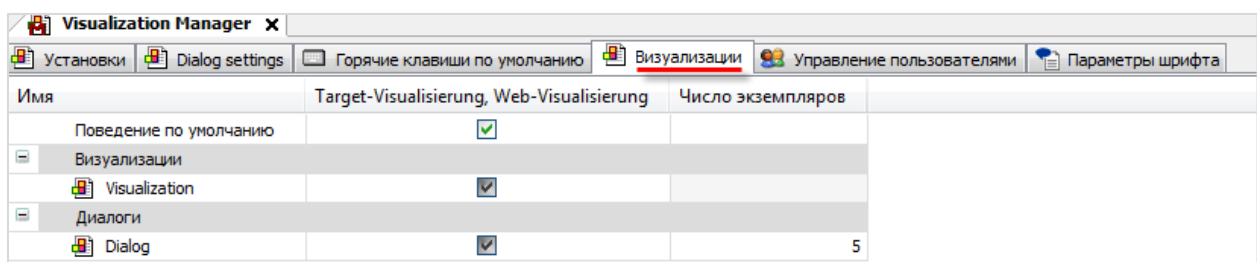 Visualization Manager X
Установки Dialog settings Горячие клавиши по умолчанию Визуализации Управление пользователями Параметры шрифта
Имя Target-Visualisierung, Web-Visualisierung Число экземпляров
Поведение по умолчанию
Визуализации
Visualization
Диалоги
Dialog 5